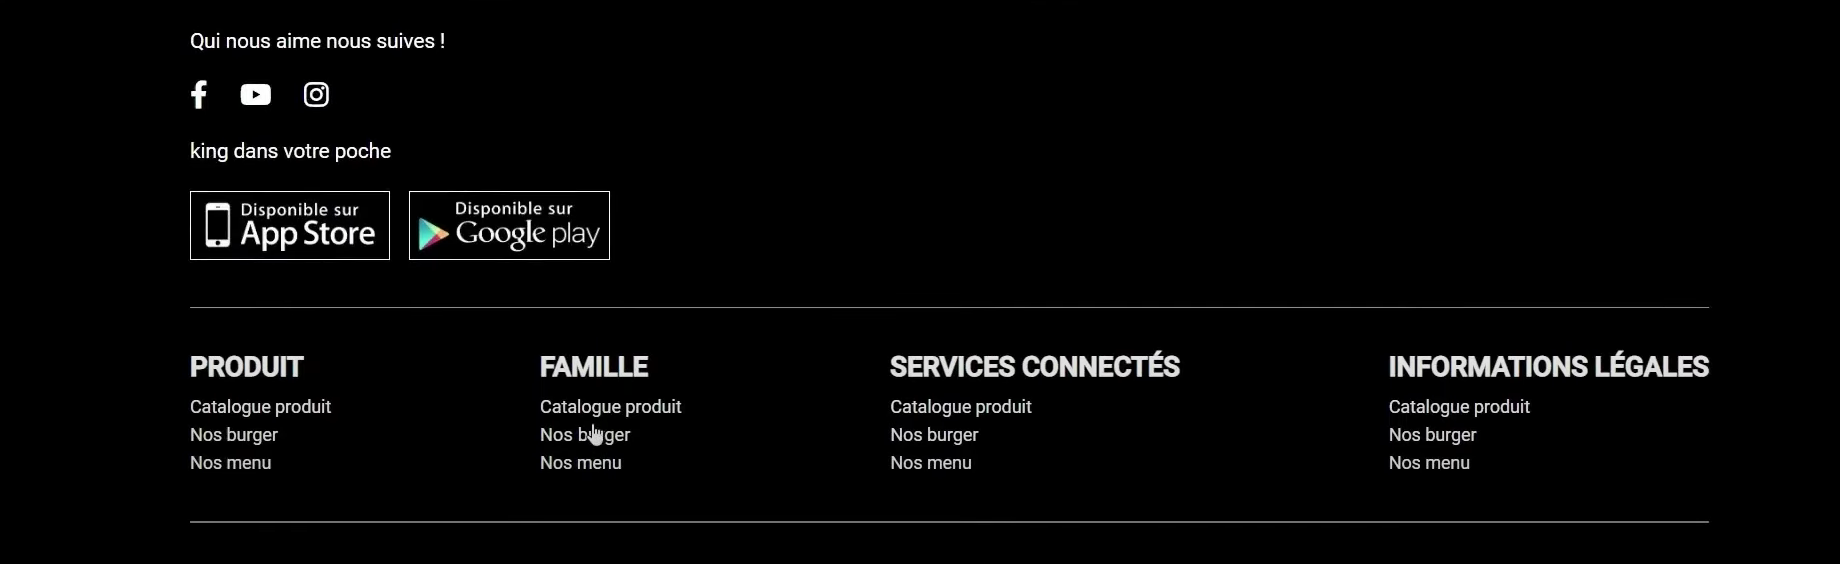 Qui nous aime nous suives !
king dans votre poche
Disponible sur
App Store
Disponible sur
Google play
PRODUIT
Catalogue produit
Nos burger
Nos menu
FAMILLE
Catalogue produit
Nos burger
Nos menu
SERVICES CONNECTÉS
Catalogue produit
Nos burger
Nos menu
INFORMATIONS LÉGALES
Catalogue produit
Nos burger
Nos menu